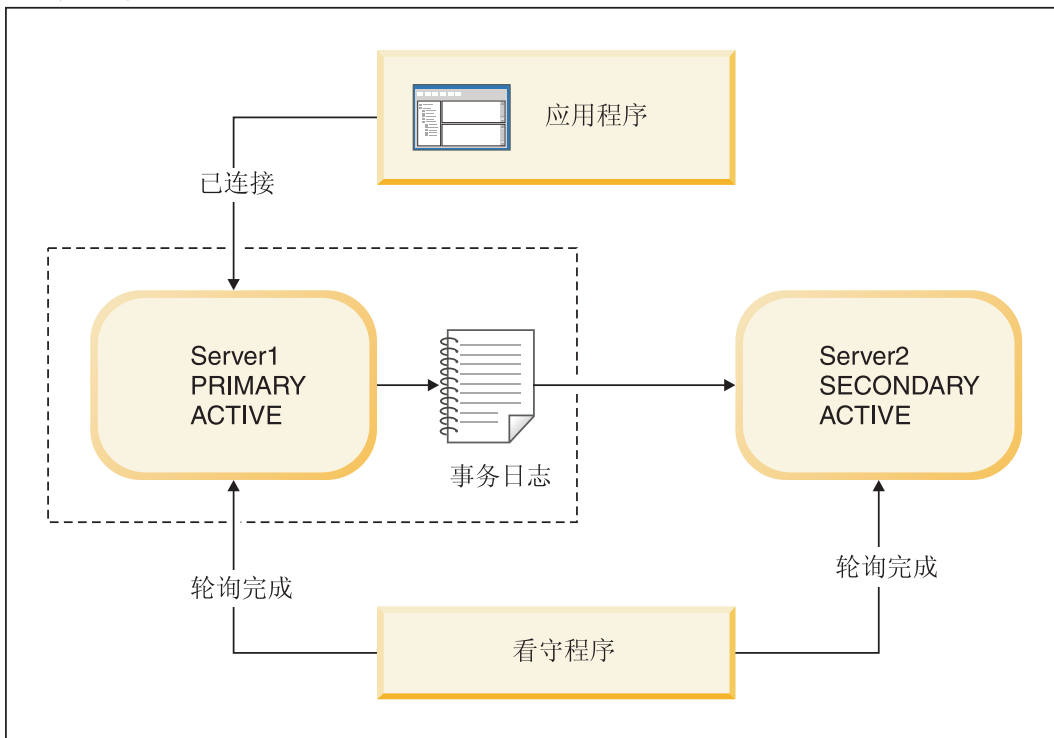 应用程序
已连接
Server1
PRIMARY
ACTIVE
事务日志
Server2
SECONDARY
ACTIVE
轮询完成
轮询完成
看守程序